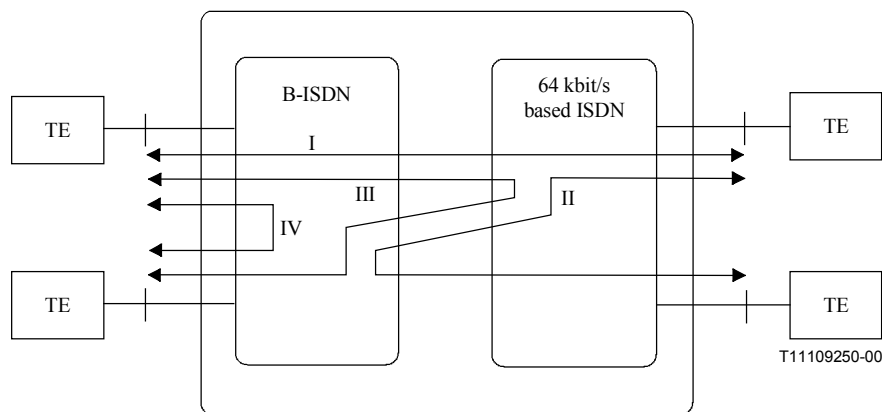 B-ISDN
64 kbit/s
based ISDN
TE
TE
I
III
II
IV
TE
TE
T11109250-00